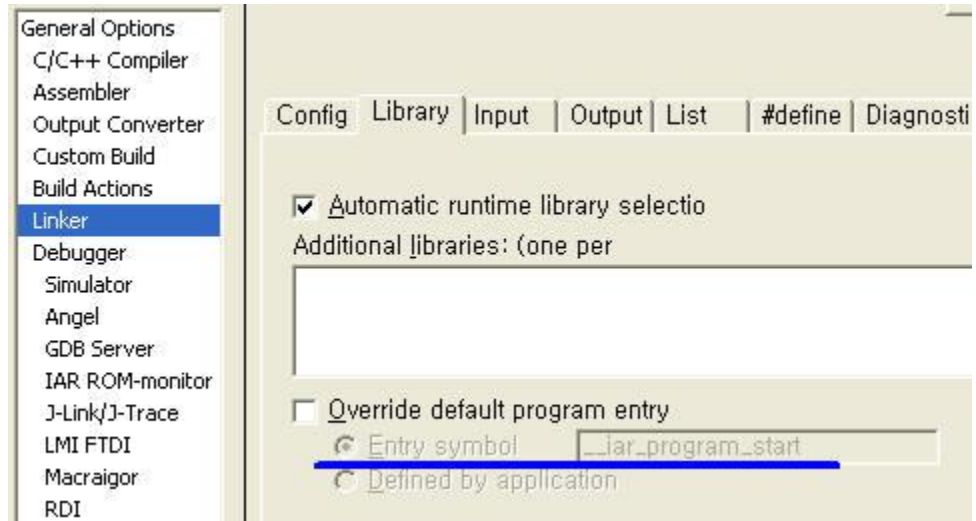 General Options
C/C++ Compiler
Assembler
Output Converter
Custom Build
Build Actions
Linker
Debugger
Simulator
Angel
GDB Server
IAR ROM-monitor
J-Link/J-Trace
LMI FTDI
Macraigor
RDI
Config Library Input Output List #define Diagnosti
Automatic runtime library selectio
Additional libraries: (one per
Override default program entry
Entry symbol __iar_program_start
Defined by application